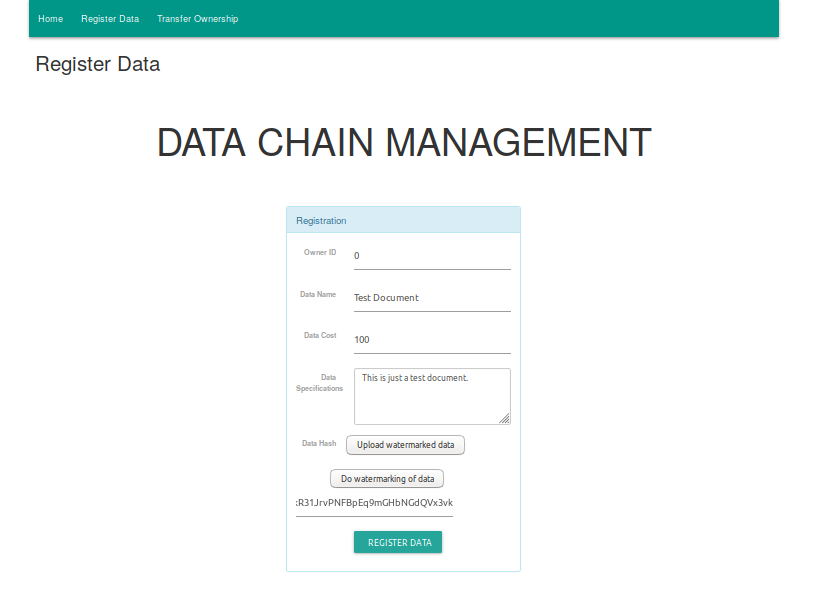 Home Register Data Transfer Ownership
Register Data
DATA CHAIN MANAGEMENT
Registration
Owner ID 0
Data Name Test Document
Data Cost 100
Data Specifications This is just a test document.
Data Hash Upload watermarked data
Do watermarking of data
:R31JrvPNFBpEq9mGHbNGdQVx3vk
REGISTER DATA